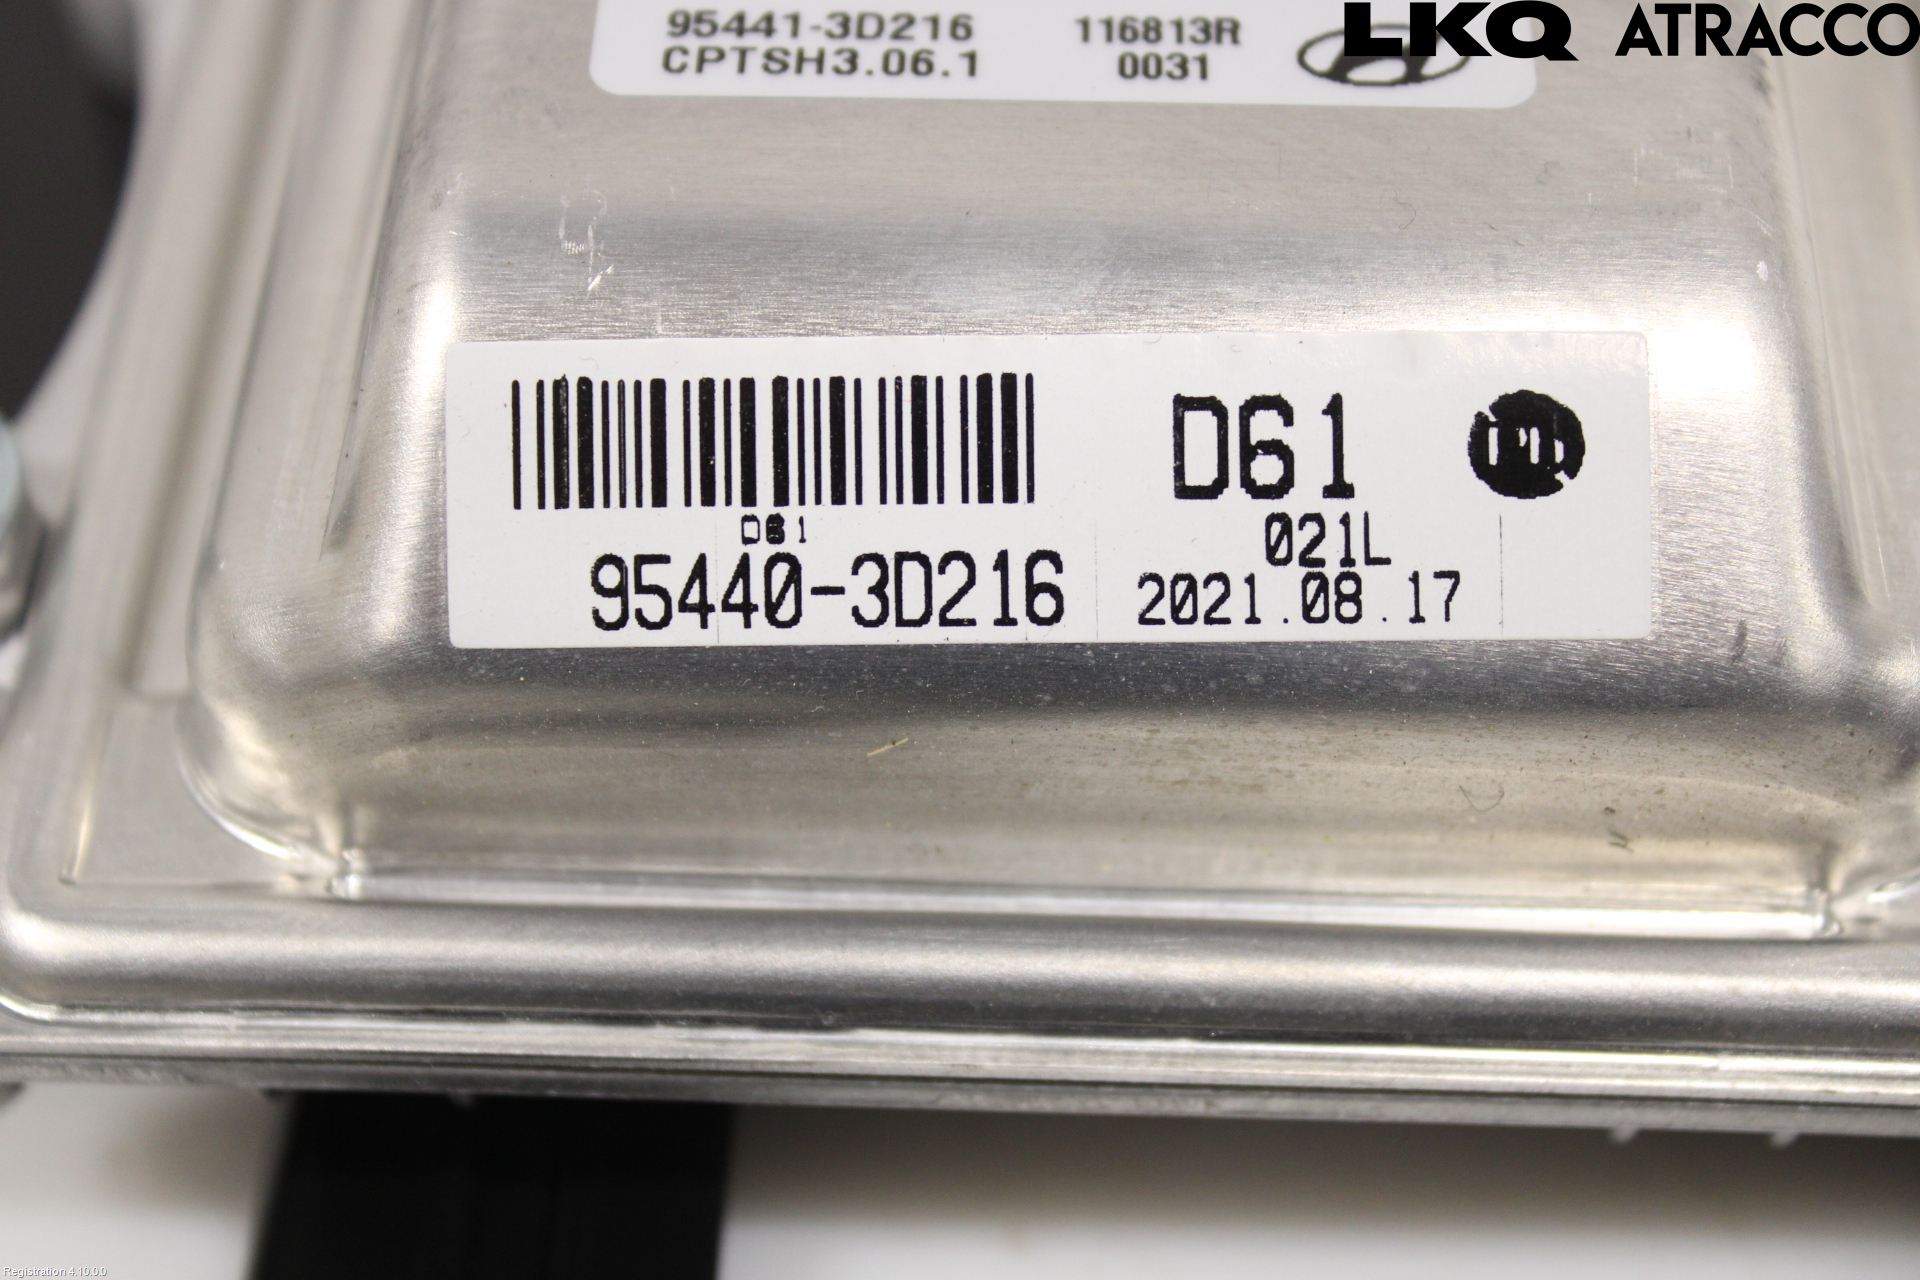 LKQ ATRACCO
95441-3D216 116813R
CPTSH3.06.1 0031
D61
D61
021L
95440-3D216 2021.08.17
Registration 4.10.0.0